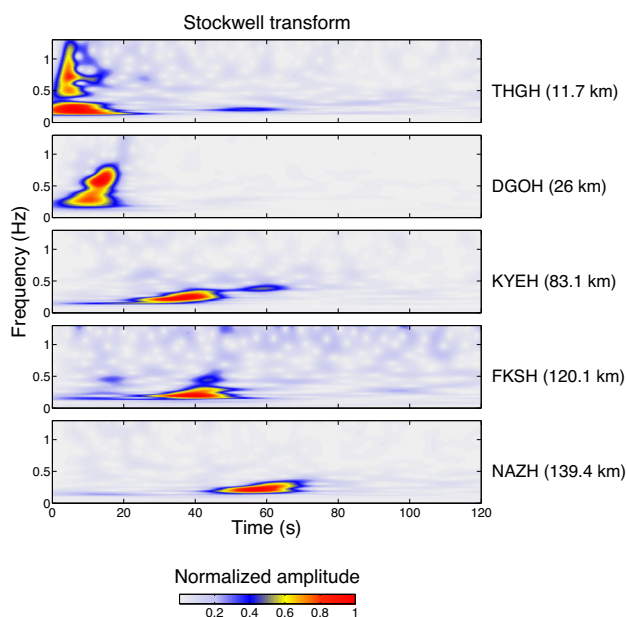 Stockwell transform
1
0.5
0
THGH (11.7 km)
1
0.5
0
DGOH (26 km)
Frequency (Hz)
1
0.5
0
KYEH (83.1 km)
1
0.5
0
FKSH (120.1 km)
1
0.5
0
NAZH (139.4 km)
0 20 40 60 80 100 120
Time (s)
Normalized amplitude
0.2 0.4 0.6 0.8 1